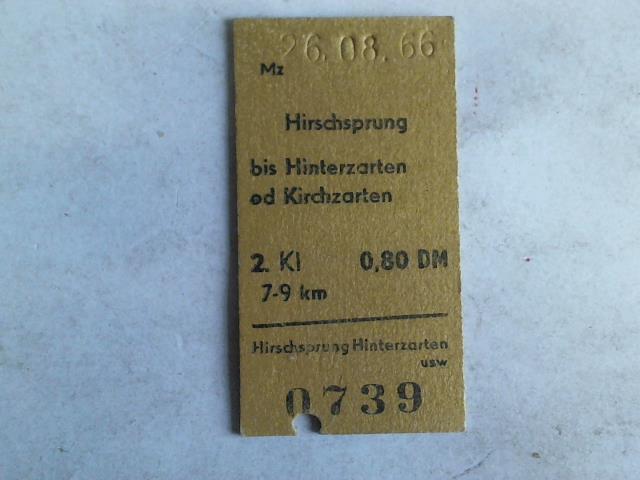 26.08.66
Mz
Hirschsprung
bis Hinterzarten
od Kirchzarten
2. Kl 0,80 DM
7-9 km
Hirschsprung Hinterzarten
usw
0739